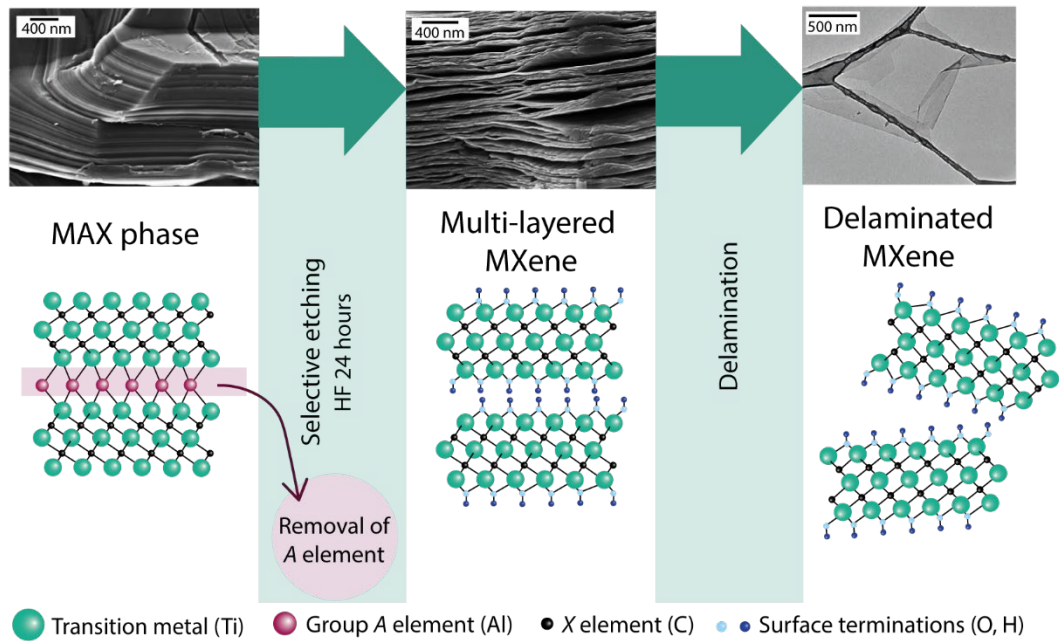 400 nm
400 nm
500 nm
MAX phase
Selective etching
HF 24 hours
Multi-layered
MXene
Delamination
Delaminated
MXene
Removal of
A element
Transition metal (Ti)
Group A element (Al)
X element (C)
Surface terminations (O, H)